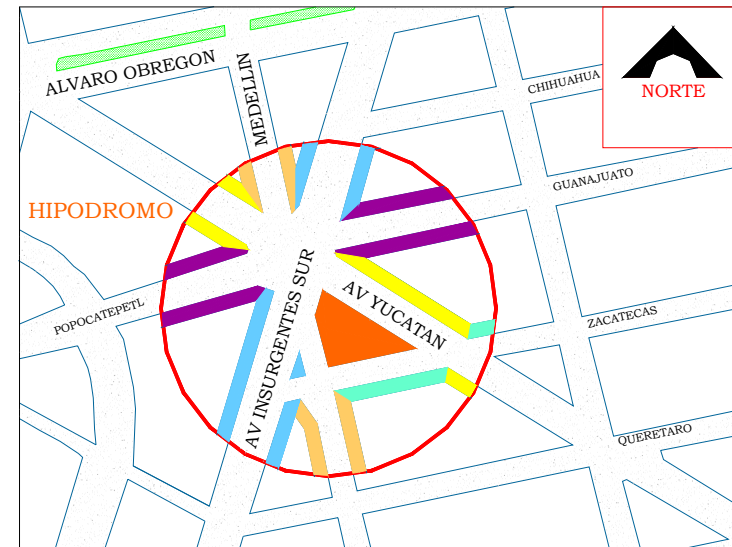 ALVARO OBREGON
MEDELLIN
CHIHUAHUA
NORTE
GUANAJUATO
HIPODROMO
AV INSURGENTES SUR
AV YUCATAN
POPOCATEPETL
ZACATECAS
QUERETARO